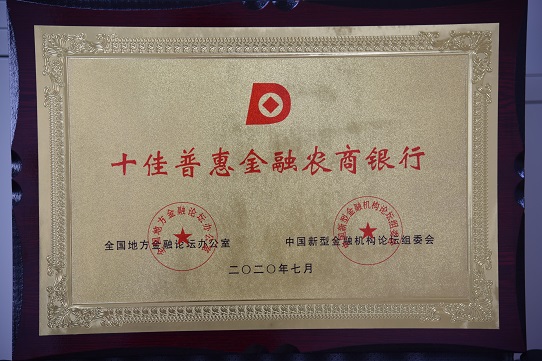 十佳普惠金融农商银行
全国地方金融论坛办公室
中国新型金融机构论坛组委会
二〇二〇年七月